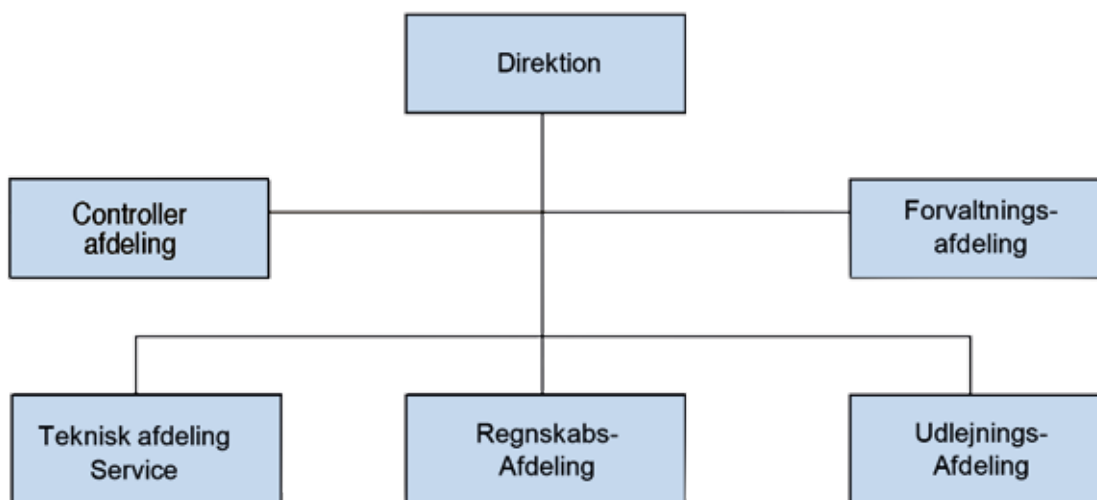 Direktion
Controller
afdeling
Forvaltnings-
afdeling
Teknisk afdeling
Service
Regnskabs-
Afdeling
Udlejnings-
Afdeling